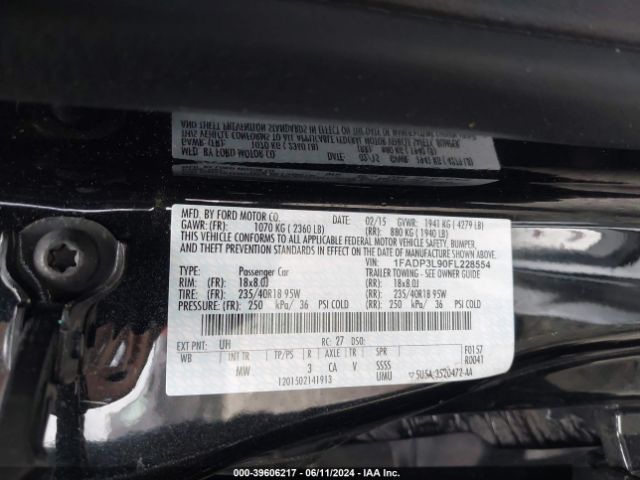 MFD. BY FORD MOTOR CO.
DATE: 02/15 GVWR: 1941 KG ( 4279 LB)
GAWR: (FR): 1070 KG ( 2360 LB) (RR): 880 KG ( 1940 LB)
THIS VEHICLE CONFORMS TO ALL APPLICABLE FEDERAL MOTOR VEHICLE SAFETY, BUMPER,
AND THEFT PREVENTION STANDARDS IN EFFECT ON THE DATE OF MANUFACTURE SHOWN ABOVE.
VIN: 1FADP3L90FL228554
TYPE: Passenger Car TRAILER TOWING - SEE OWNER GUIDE
RIM: (FR) 18x8.0J (RR): 18x8.0J
TIRE: (FR) 235/40R18 95W (RR): 235/40R18 95W
PRESSURE: (FR) 250 kPa/ 36 PSI COLD (RR): 250 kPa/ 36 PSI COLD
EXT PNT: UH RC: 27 DSO:
WB INT TR TP/PS R AXLE TR SPR F0157
MW 3 CA V SSSS R0041
1201502141913 UMU 5U5A-3520472-AA
000-39606217 - 06/11/2024 - IAA Inc.